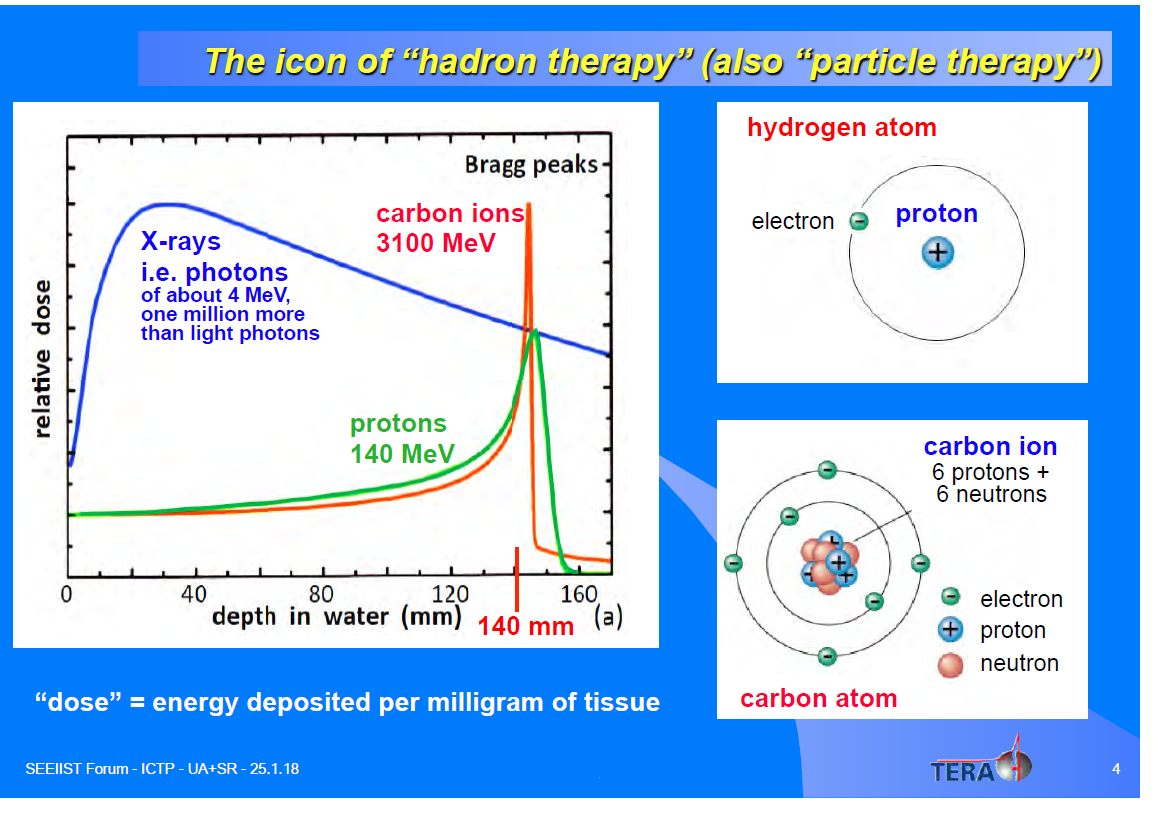 The icon of “hadron therapy” (also “particle therapy”)
Bragg peaks
carbon ions
3100 MeV
X-rays
i.e. photons
of about 4 MeV,
one million more
than light photons
protons
140 MeV
relative dose
0
40
80
120
160
depth in water (mm)
140 mm
(a)
hydrogen atom
electron
proton
+
-
carbon ion
6 protons +
6 neutrons
-
-
-
-
-
-
+
+
+
+
- electron
+ proton
neutron
carbon atom
“dose” = energy deposited per milligram of tissue
SEEIIST Forum - ICTP - UA+SR - 25.1.18
TERA
4